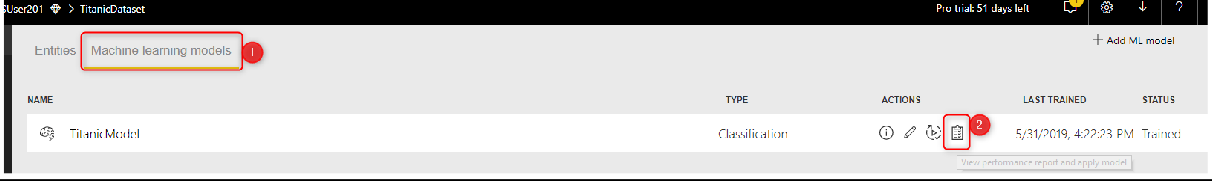 SUser201 > TitanicDataset Pro trial: 51 days left ?
Entities Machine learning models 1 + Add ML model
NAME TYPE ACTIONS LAST TRAINED STATUS
TitanicModel Classification 2 5/31/2019, 4:22:23 PM Trained
View performance report and apply model